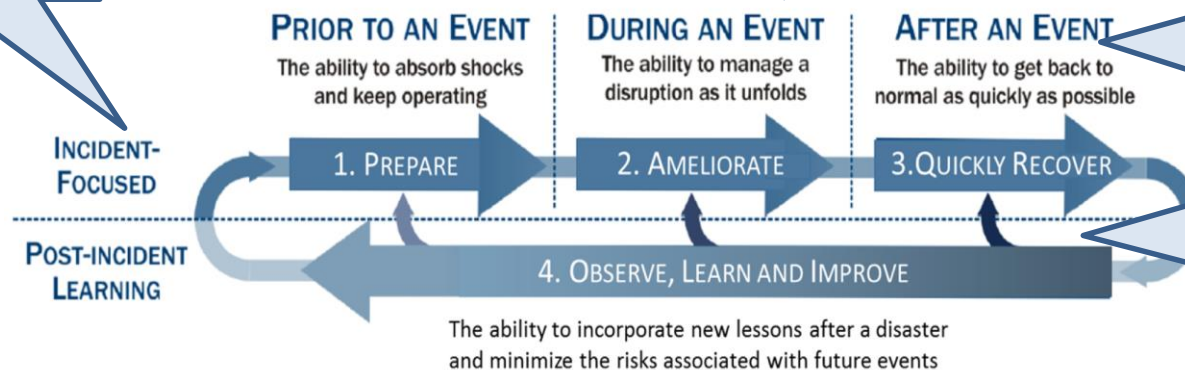 PRIOR TO AN EVENT
The ability to absorb shocks
and keep operating
DURING AN EVENT
The ability to manage a
disruption as it unfolds
AFTER AN EVENT
The ability to get back to
normal as quickly as possible
INCIDENT-
FOCUSED
1. PREPARE
2. AMELIORATE
3.QUICKLY RECOVER
POST-INCIDENT
LEARNING
4. OBSERVE, LEARN AND IMPROVE
The ability to incorporate new lessons after a disaster
and minimize the risks associated with future events